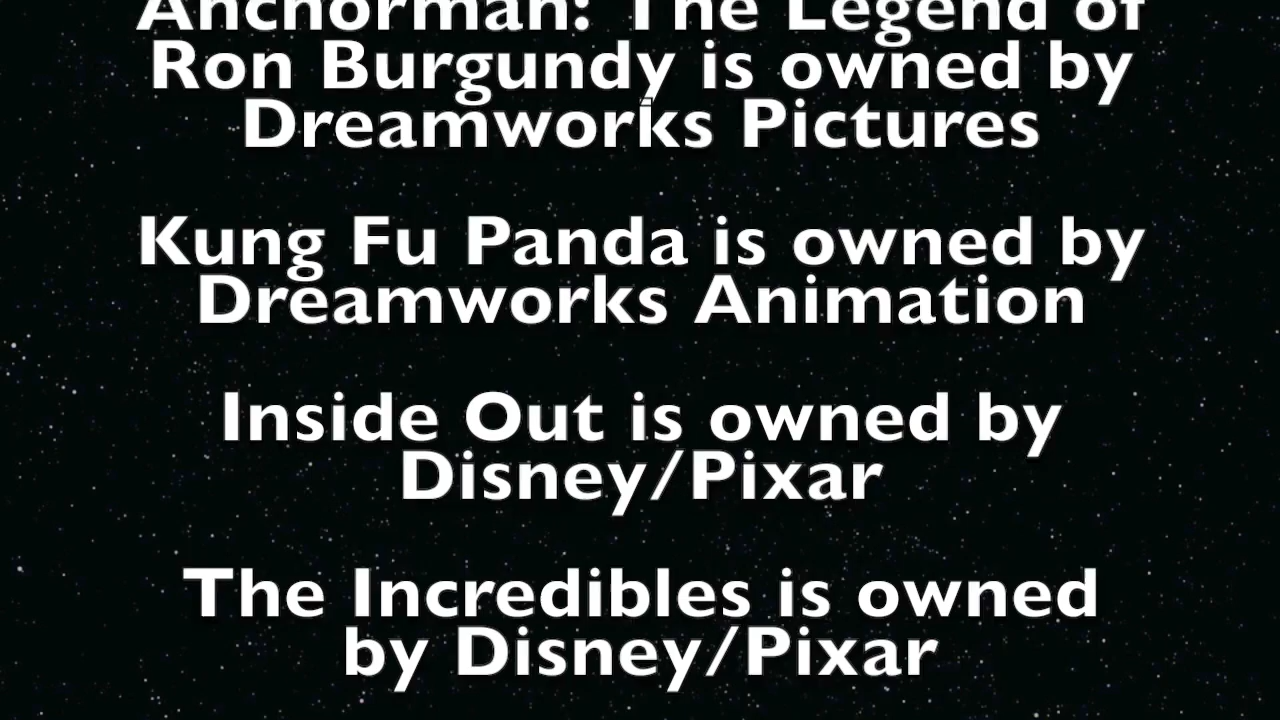 Anchorman: The Legend of
Ron Burgundy is owned by
Dreamworks Pictures
Kung Fu Panda is owned by
Dreamworks Animation
Inside Out is owned by
Disney/Pixar
The Incredibles is owned
by Disney/Pixar